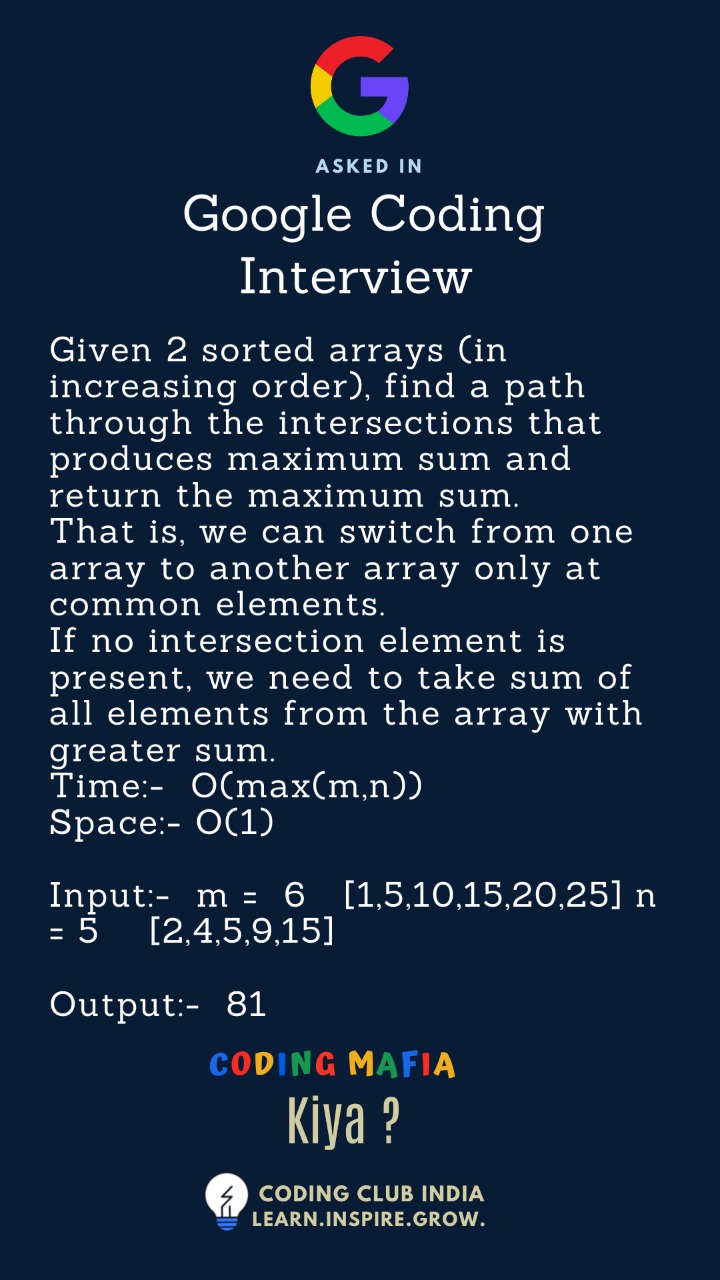 ASKED IN
Google Coding
Interview
Given 2 sorted arrays (in
increasing order), find a path
through the intersections that
produces maximum sum and
return the maximum sum.
That is, we can switch from one
array to another array only at
common elements.
If no intersection element is
present, we need to take sum of
all elements from the array with
greater sum.
Time:-  O(max(m,n))
Space:- O(1)
Input:-  m =  6   [1,5,10,15,20,25] n
= 5    [2,4,5,9,15]
Output:-  81
CODING MAFIA
Kiya ?
CODING CLUB INDIA
LEARN.INSPIRE.GROW.